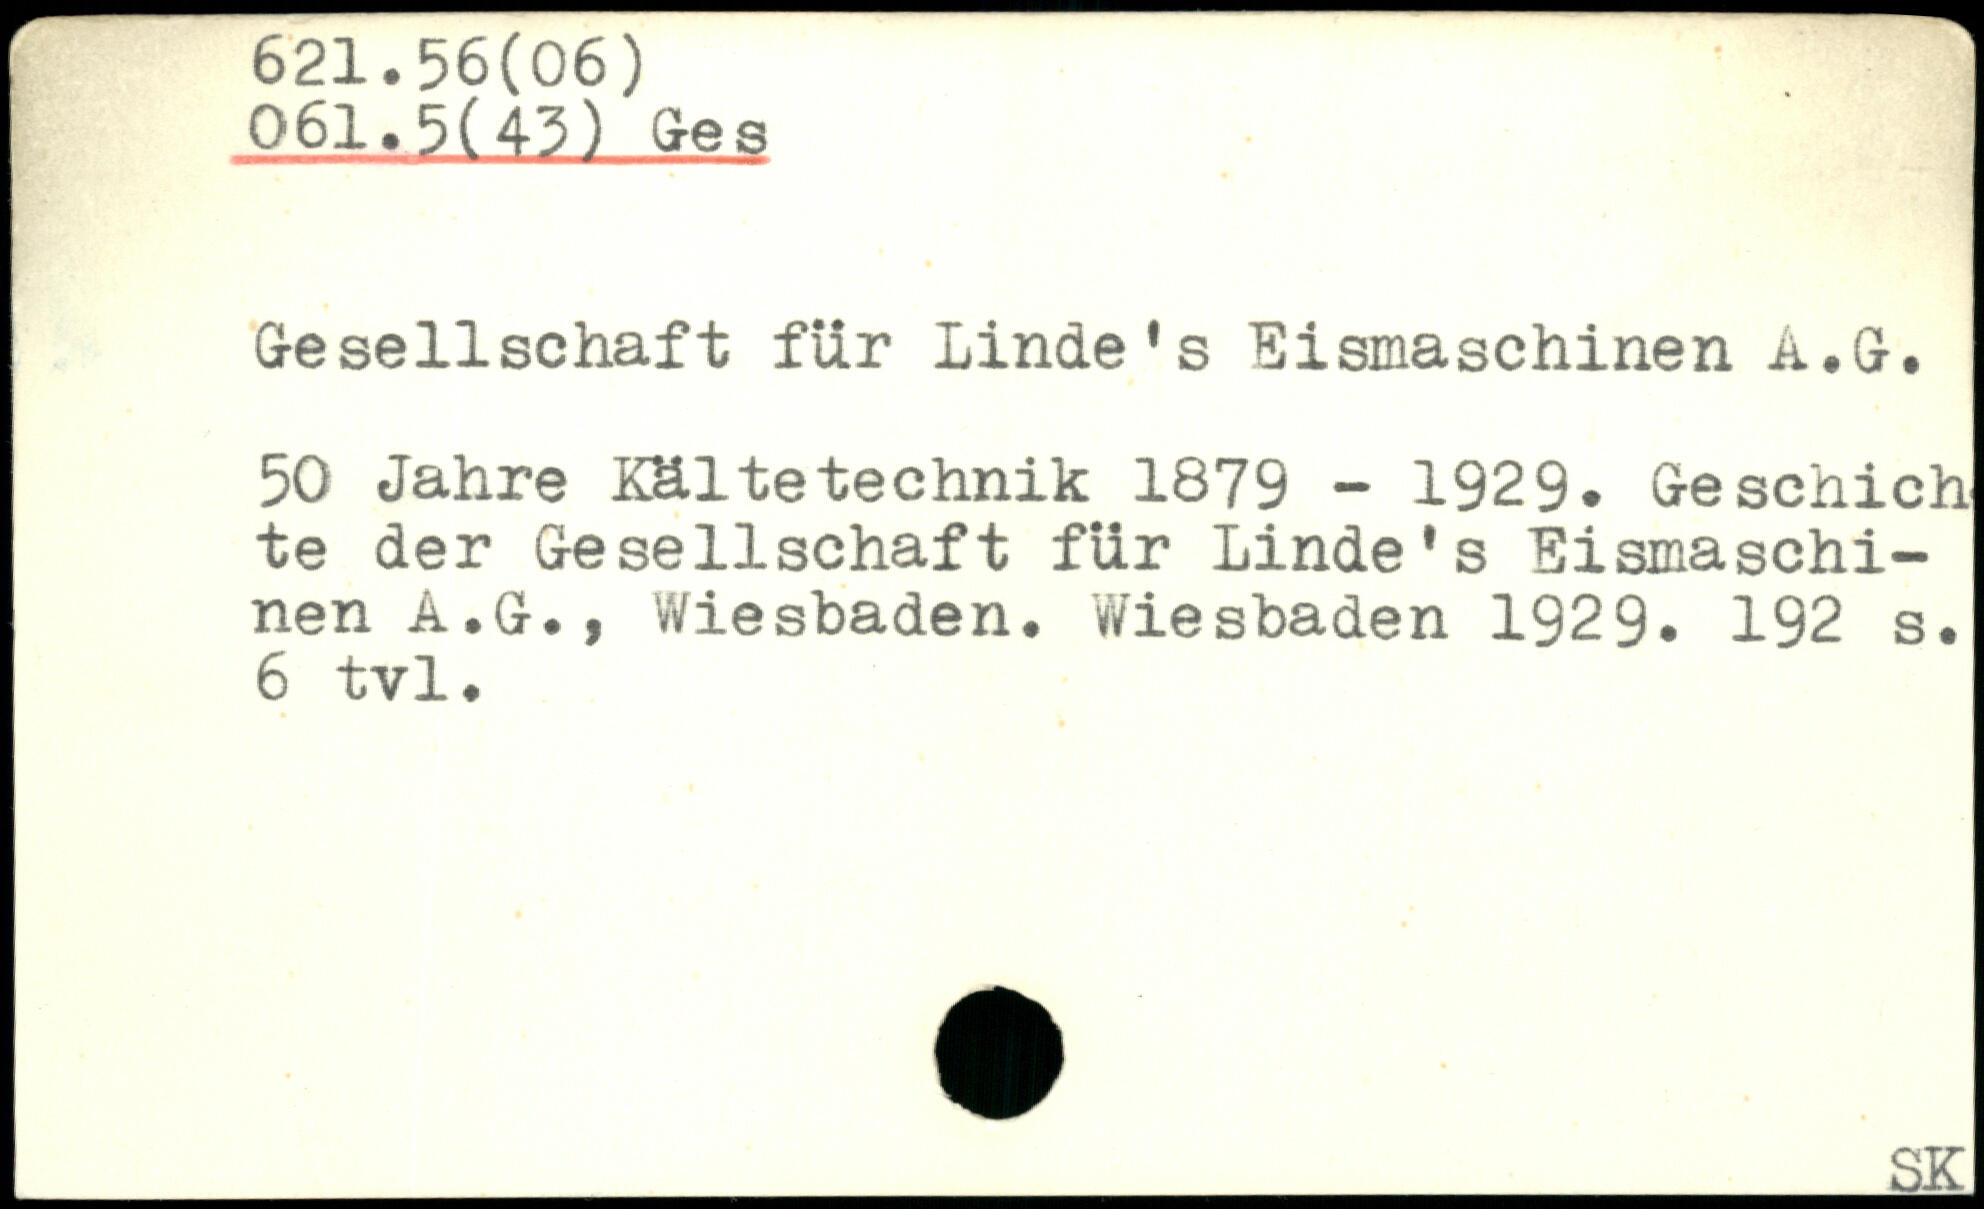 621.56(06)
061.5(43) Ges
Gesellschaft für Linde's Eismaschinen A.G.
50 Jahre Kältetechnik 1879 - 1929. Geschich-
te der Gesellschaft für Linde's Eismaschi-
nen A.G., Wiesbaden. Wiesbaden 1929. 192 s.
6 tvl.
SK